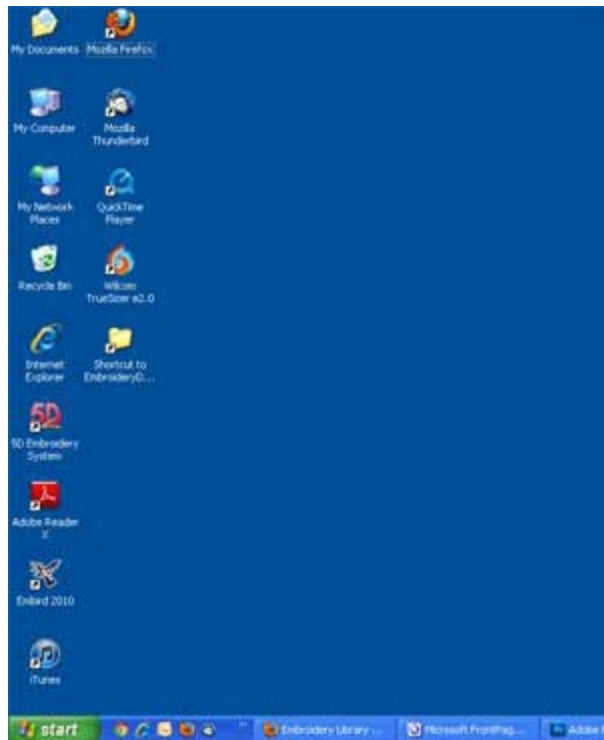 My Documents
Mozilla Firefox
My Computer
Mozilla
Thunderbird
My Network
Places
QuickTime
Player
Recycle Bin
Wilcom
TrueSizer e2.0
Internet
Explorer
Shortcut to
EmbroideryD...
5D
5D Embroidery
System
Adobe Reader
X
Embird 2010
iTunes
start
Embroidery Library ...
Microsoft FrontPag...
Adobe